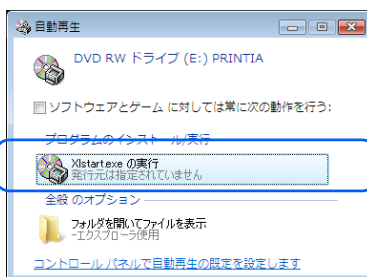 自動再生
DVD RW ドライブ (E:) PRINTIA
ソフトウェアとゲーム に対しては常に次の動作を行う:
プログラムのインストール/実行
XIstart.exe の実行
発行元は指定されていません
全般 のオプション
フォルダを開いてファイルを表示
-エクスプローラ使用
コントロール パネルで自動再生の既定を設定します